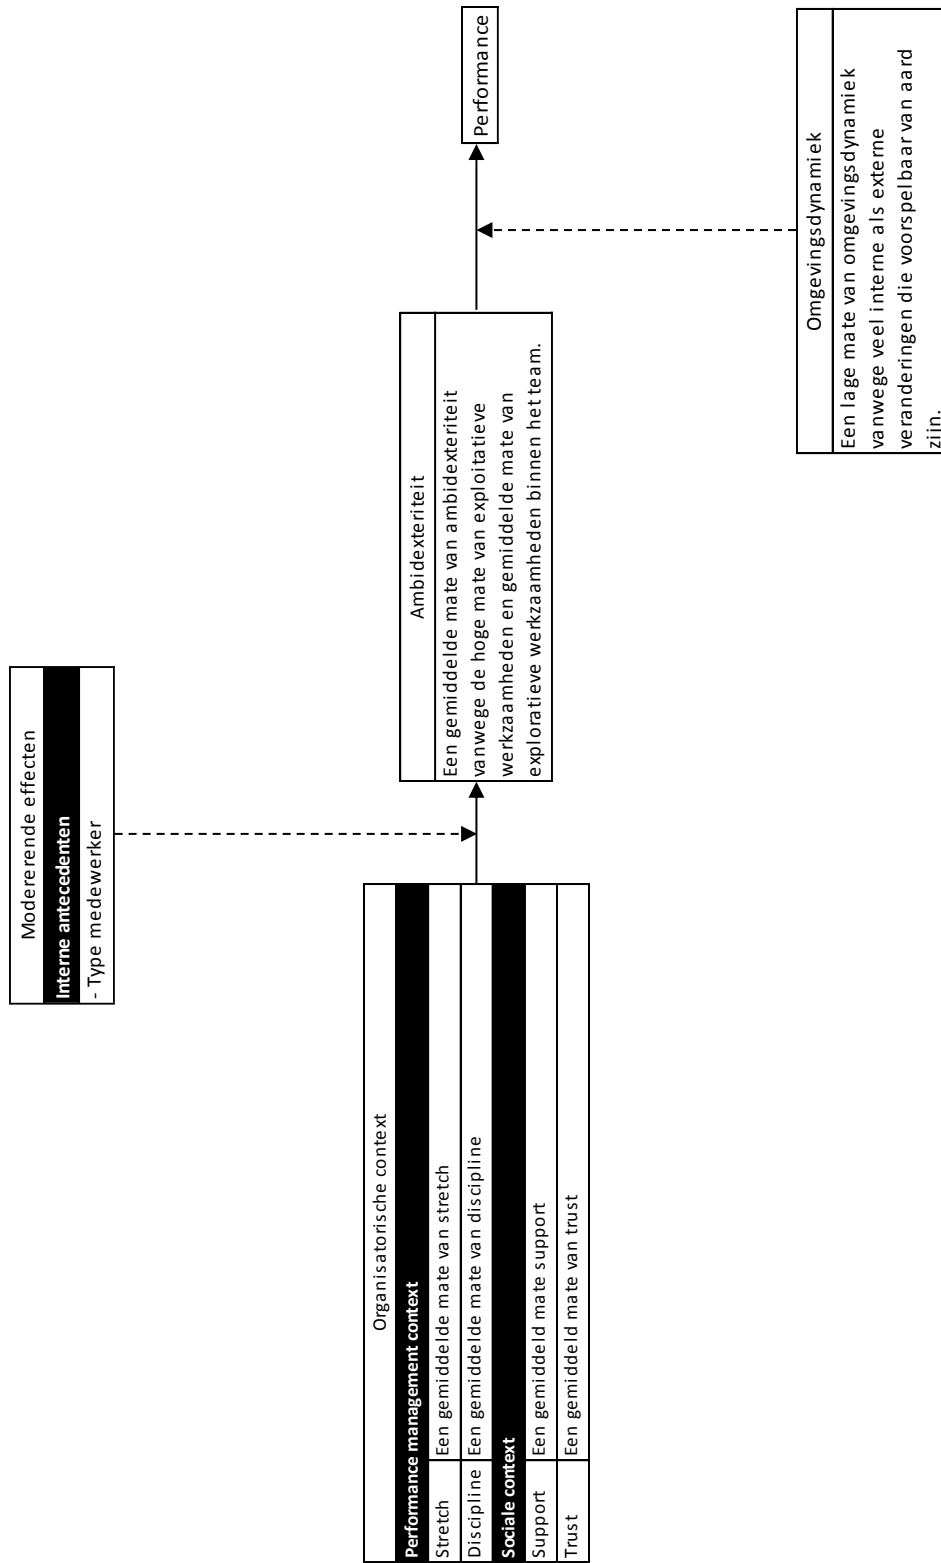 Modererende effecten
Interne antecedenten
- Type medewerker
Organisatorische context
Performance management context
Stretch Een gemiddelde mate van stretch
Discipline Een gemiddelde mate van discipline
Sociale context
Support Een gemiddeld mate support
Trust Een gemiddeld mate van trust
Ambidexteriteit
Een gemiddelde mate van ambidexteriteit
vanwege de hoge mate van exploitatieve
werkzaamheden en gemiddelde mate van
exploratieve werkzaamheden binnen het team.
Performance
Omgevingsdynamiek
Een lage mate van omgevingsdynamiek
vanwege veel interne als externe
veranderingen die voorspelbaar van aard
zijn.